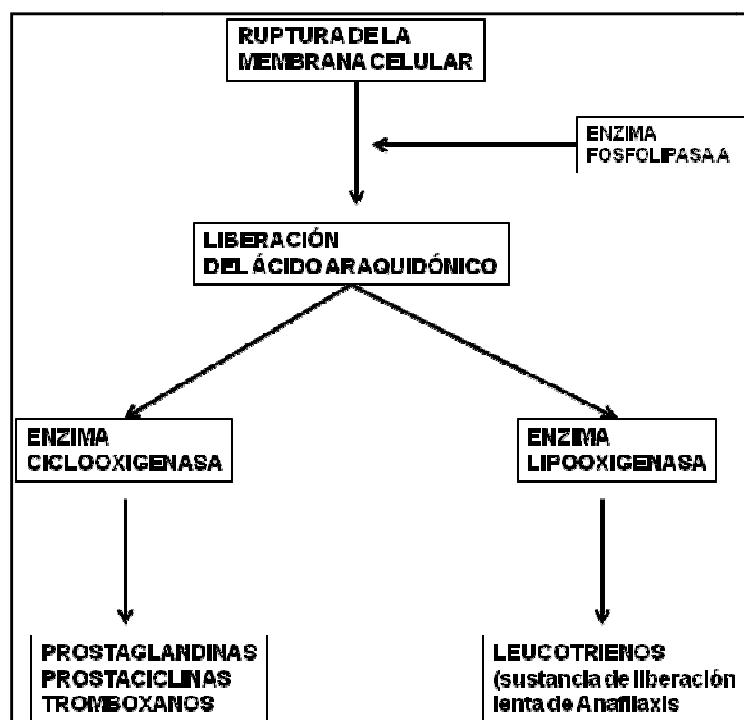 RUPTURA DE LA
MEMBRANA CELULAR
ENZIMA
FOSFOLIPASA A
LIBERACIÓN
DEL ÁCIDO ARAQUIDÓNICO
ENZIMA
CICLOOXIGENASA
ENZIMA
LIPOOXIGENASA
PROSTAGLANDINAS
PROSTACICLINAS
TROMBOXANOS
LEUCOTRIENOS
(sustancia de liberación
lenta de Anafilaxis